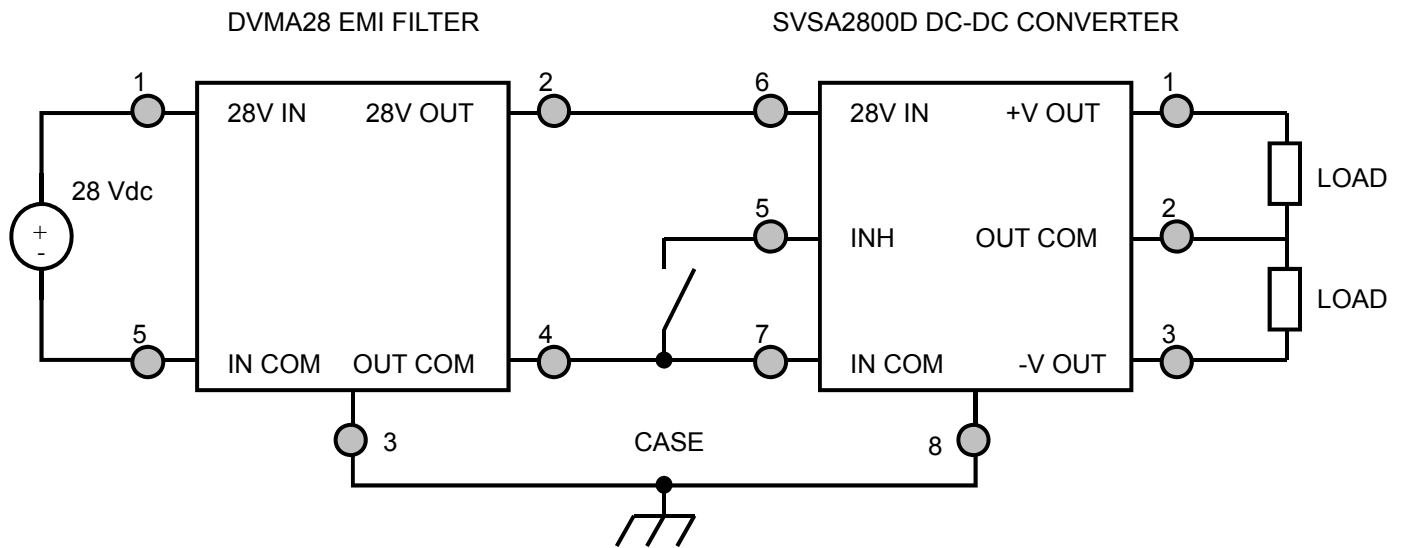 DVMA28 EMI FILTER
SVSA2800D DC-DC CONVERTER
1
2
6
1
28V IN
28V OUT
28V IN
+V OUT
28 Vdc
LOAD
+
-
5
INH
OUT COM
2
LOAD
5
4
7
3
IN COM
OUT COM
IN COM
-V OUT
3
CASE
8